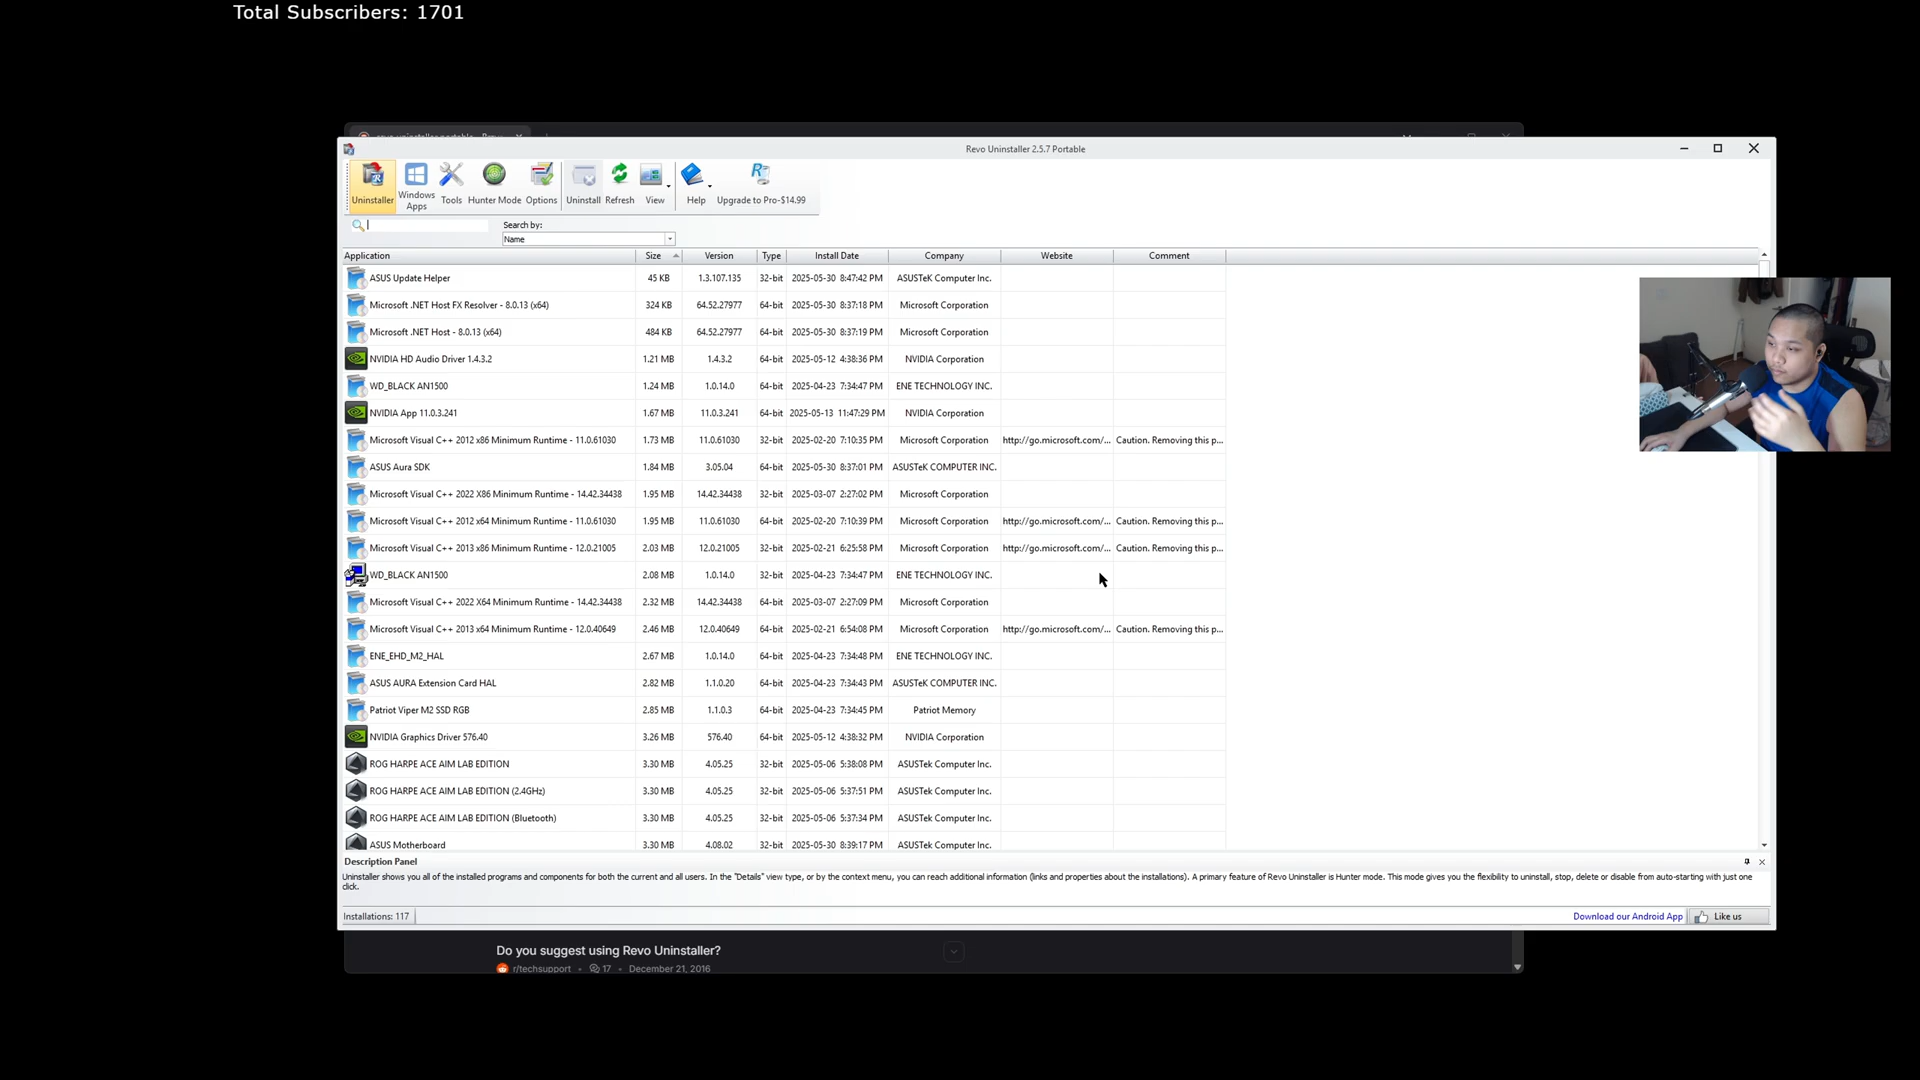 Total Subscribers: 1701
Revo Uninstaller 2.5.7 Portable
Uninstaller Windows Apps Tools Hunter Mode Options Uninstall Refresh View Help Upgrade to Pro-$14.99
Search by:
Name
Application Size Version Type Install Date Company Website Comment
ASUS Update Helper 45 KB 1.3.107.135 32-bit 2025-05-30 8:47:42 PM ASUSTeK Computer Inc.
Microsoft .NET Host FX Resolver - 8.0.13 (x64) 324 KB 64.52.27977 64-bit 2025-05-30 8:37:18 PM Microsoft Corporation
Microsoft .NET Host - 8.0.13 (x64) 484 KB 64.52.27977 64-bit 2025-05-30 8:37:19 PM Microsoft Corporation
NVIDIA HD Audio Driver 1.4.3.2 1.21 MB 1.4.3.2 64-bit 2025-05-12 4:38:36 PM NVIDIA Corporation
WD_BLACK AN1500 1.24 MB 1.0.14.0 64-bit 2025-04-23 7:34:47 PM ENE TECHNOLOGY INC.
NVIDIA App 11.0.3.241 1.67 MB 11.0.3.241 64-bit 2025-05-13 11:47:29 PM NVIDIA Corporation
Microsoft Visual C++ 2012 x86 Minimum Runtime - 11.0.61030 1.73 MB 11.0.61030 32-bit 2025-02-20 7:10:35 PM Microsoft Corporation http://go.microsoft.com/... Caution. Removing this p...
ASUS Aura SDK 1.84 MB 3.05.04 64-bit 2025-05-30 8:37:01 PM ASUSTeK COMPUTER INC.
Microsoft Visual C++ 2022 X86 Minimum Runtime - 14.42.34438 1.95 MB 14.42.34438 32-bit 2025-03-07 2:27:02 PM Microsoft Corporation
Microsoft Visual C++ 2012 x64 Minimum Runtime - 11.0.61030 1.95 MB 11.0.61030 64-bit 2025-02-20 7:10:39 PM Microsoft Corporation http://go.microsoft.com/... Caution. Removing this p...
Microsoft Visual C++ 2013 x86 Minimum Runtime - 12.0.21005 2.03 MB 12.0.21005 32-bit 2025-02-21 6:25:58 PM Microsoft Corporation http://go.microsoft.com/... Caution. Removing this p...
WD_BLACK AN1500 2.08 MB 1.0.14.0 32-bit 2025-04-23 7:34:47 PM ENE TECHNOLOGY INC.
Microsoft Visual C++ 2022 X64 Minimum Runtime - 14.42.34438 2.32 MB 14.42.34438 64-bit 2025-03-07 2:27:09 PM Microsoft Corporation
Microsoft Visual C++ 2013 x64 Minimum Runtime - 12.0.40649 2.46 MB 12.0.40649 64-bit 2025-02-21 6:54:08 PM Microsoft Corporation http://go.microsoft.com/... Caution. Removing this p...
ENE_EHD_M2_HAL 2.67 MB 1.0.14.0 64-bit 2025-04-23 7:34:48 PM ENE TECHNOLOGY INC.
ASUS AURA Extension Card HAL 2.82 MB 1.1.0.20 64-bit 2025-04-23 7:34:43 PM ASUSTeK COMPUTER INC.
Patriot Viper M2 SSD RGB 2.85 MB 1.1.0.3 64-bit 2025-04-23 7:34:45 PM Patriot Memory
NVIDIA Graphics Driver 576.40 3.26 MB 576.40 64-bit 2025-05-12 4:38:32 PM NVIDIA Corporation
ROG HARPE ACE AIM LAB EDITION 3.30 MB 4.05.25 32-bit 2025-05-06 5:38:08 PM ASUSTek Computer Inc.
ROG HARPE ACE AIM LAB EDITION (2.4GHz) 3.30 MB 4.05.25 32-bit 2025-05-06 5:37:51 PM ASUSTek Computer Inc.
ROG HARPE ACE AIM LAB EDITION (Bluetooth) 3.30 MB 4.05.25 32-bit 2025-05-06 5:37:34 PM ASUSTek Computer Inc.
ASUS Motherboard 3.30 MB 4.08.02 32-bit 2025-05-30 8:39:17 PM ASUSTek Computer Inc.
Description Panel
Uninstaller shows you all of the installed programs and components for both the current and all users. In the "Details" view type, or by the context menu, you can reach additional information (links and properties about the installations). A primary feature of Revo Uninstaller is Hunter mode. This mode gives you the flexibility to uninstall, stop, delete or disable from auto-starting with just one
click.
Installations: 117 Download our Android App Like us
Do you suggest using Revo Uninstaller?
r/techsupport • 17 • December 21, 2016